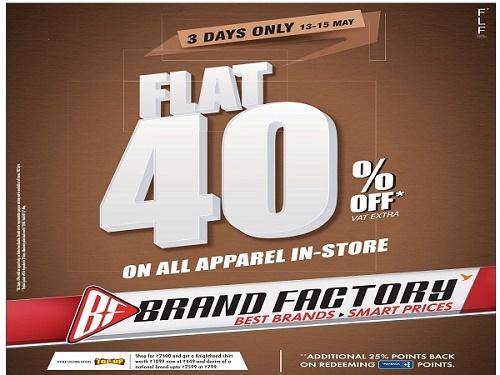 3 DAYS ONLY 13-15 MAY
F
L
F
FLAT
40
%
OFF*
VAT EXTRA
ON ALL APPAREL IN-STORE
BF BRAND FACTORY
BEST BRANDS SMART PRICES
TOP-UP
Shop for ₹2500 and get a Knighthood shirt
worth ₹1099 now at ₹449 and denim of a
national brand upto ₹2599 at ₹799.
**ADDITIONAL 25% POINTS BACK
ON REDEEMING PAYBACK POINTS.